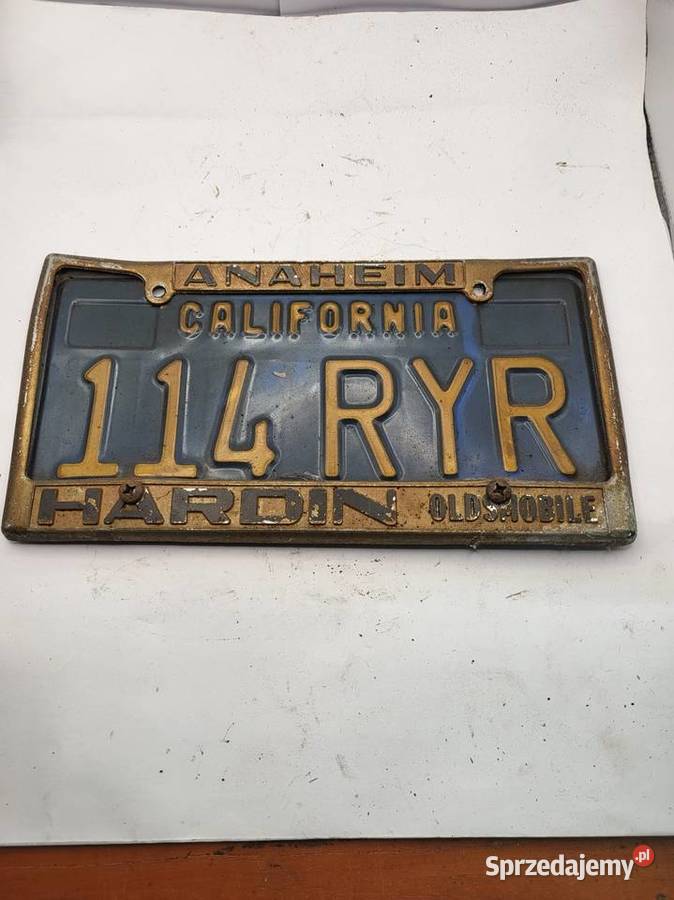 ANAHEIM
CALIFORNIA
114 RYR
HARDIN OLDSMOBILE
Sprzedajemy.pl